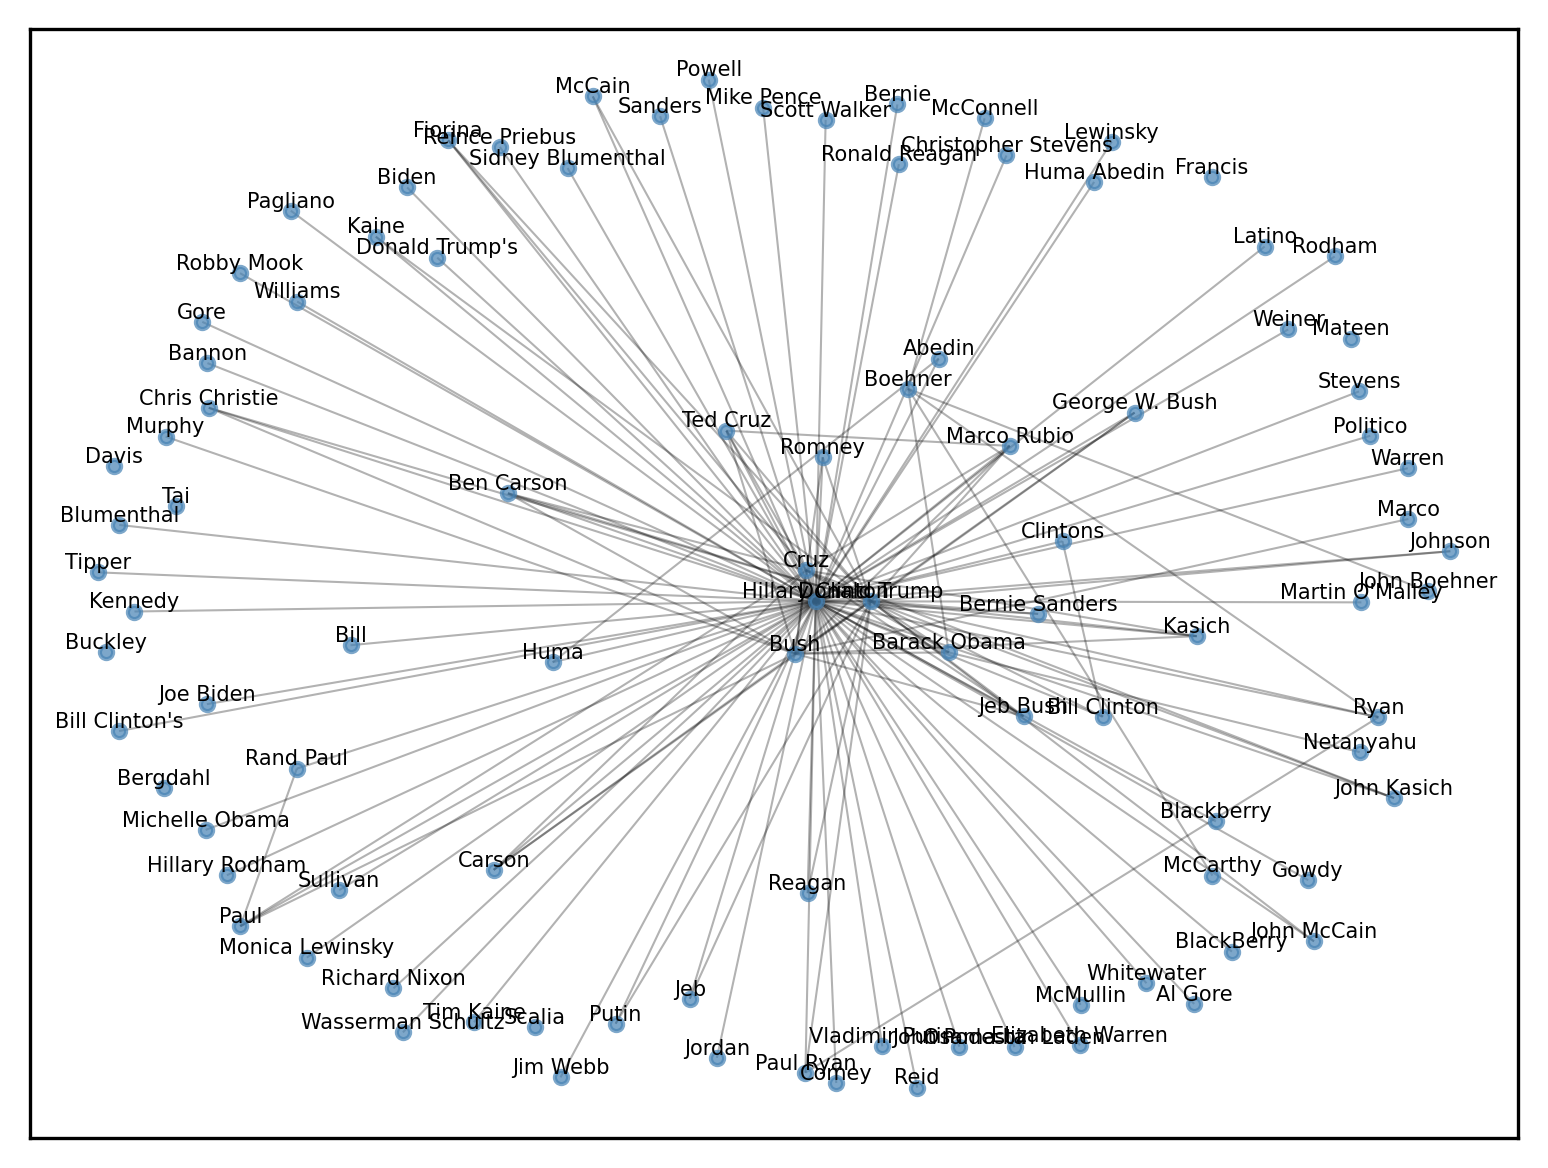 Powell
McCain
Mike Pence
Bernie
Sanders
Scott Walker
McConnell
Fiorina
Reince Priebus
Lewinsky
Christopher Stevens
Sidney Blumenthal
Ronald Reagan
Huma Abedin
Francis
Biden
Pagliano
Kaine
Donald Trump's
Latino
Rodham
Robby Mook
Williams
Gore
Weiner
Mateen
Bannon
Abedin
Boehner
Stevens
Chris Christie
George W. Bush
Murphy
Ted Cruz
Marco Rubio
Politico
Romney
Davis
Warren
Ben Carson
Tai
Blumenthal
Marco
Clintons
Johnson
Tipper
Cruz
John Boehner
Kennedy
Hillary Clinton
Donald Trump
Bernie Sanders
Martin O'Malley
Kasich
Buckley
Bill
Huma
Bush
Barack Obama
Joe Biden
Bill Clinton's
Jeb Bush
Bill Clinton
Ryan
Netanyahu
Rand Paul
Bergdahl
John Kasich
Michelle Obama
Blackberry
Hillary Rodham
Carson
McCarthy
Gowdy
Sullivan
Reagan
Paul
John McCain
Monica Lewinsky
BlackBerry
Richard Nixon
Whitewater
Jeb
McMullin
Al Gore
Tim Kaine
Wasserman Schultz
Scalia
Putin
Vladimir Putin
John Podesta
Osama bin Laden
Elizabeth Warren
Jordan
Jim Webb
Paul Ryan
Comey
Reid